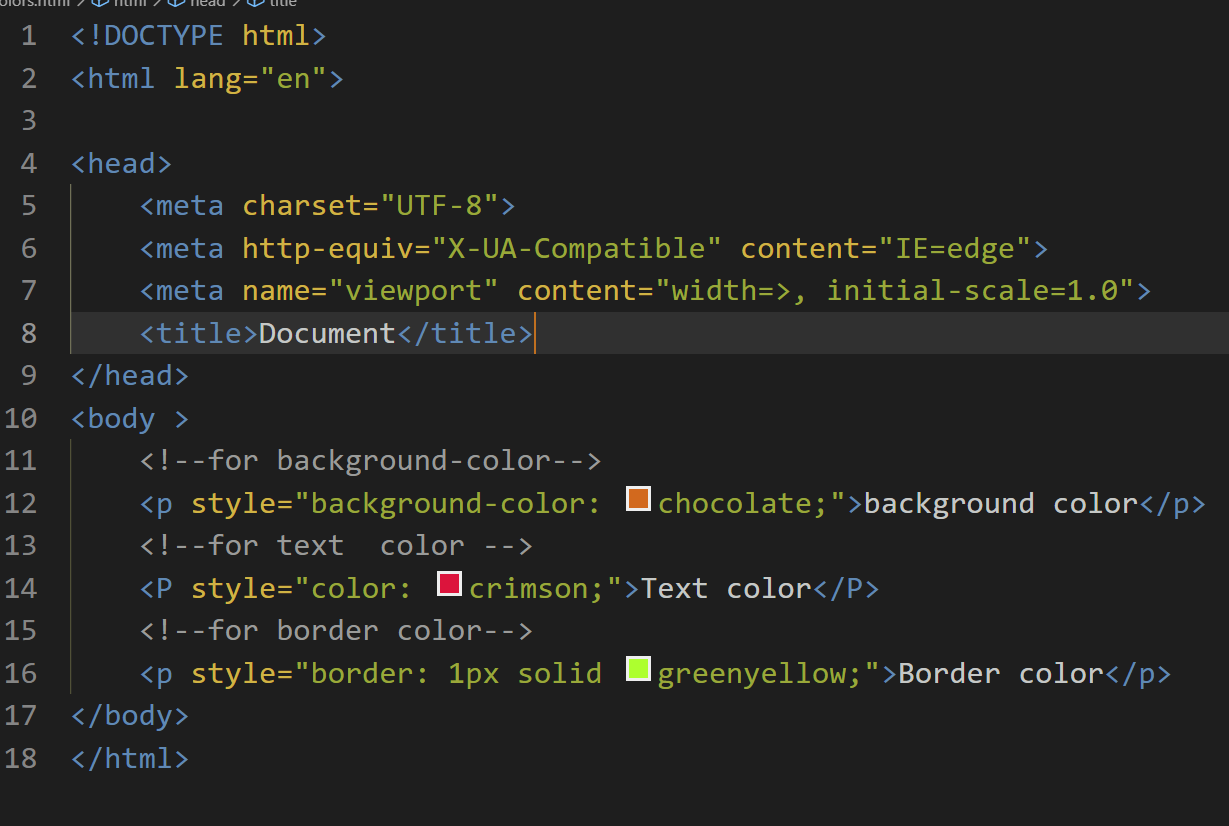 olors.html > html > head > title
1 <!DOCTYPE html>
2 <html lang="en">
3
4 <head>
5     <meta charset="UTF-8">
6     <meta http-equiv="X-UA-Compatible" content="IE=edge">
7     <meta name="viewport" content="width=>, initial-scale=1.0">
8     <title>Document</title>
9 </head>
10 <body >
11     <!--for background-color-->
12     <p style="background-color: chocolate;">background color</p>
13     <!--for text  color -->
14     <P style="color: crimson;">Text color</P>
15     <!--for border color-->
16     <p style="border: 1px solid greenyellow;">Border color</p>
17 </body>
18 </html>